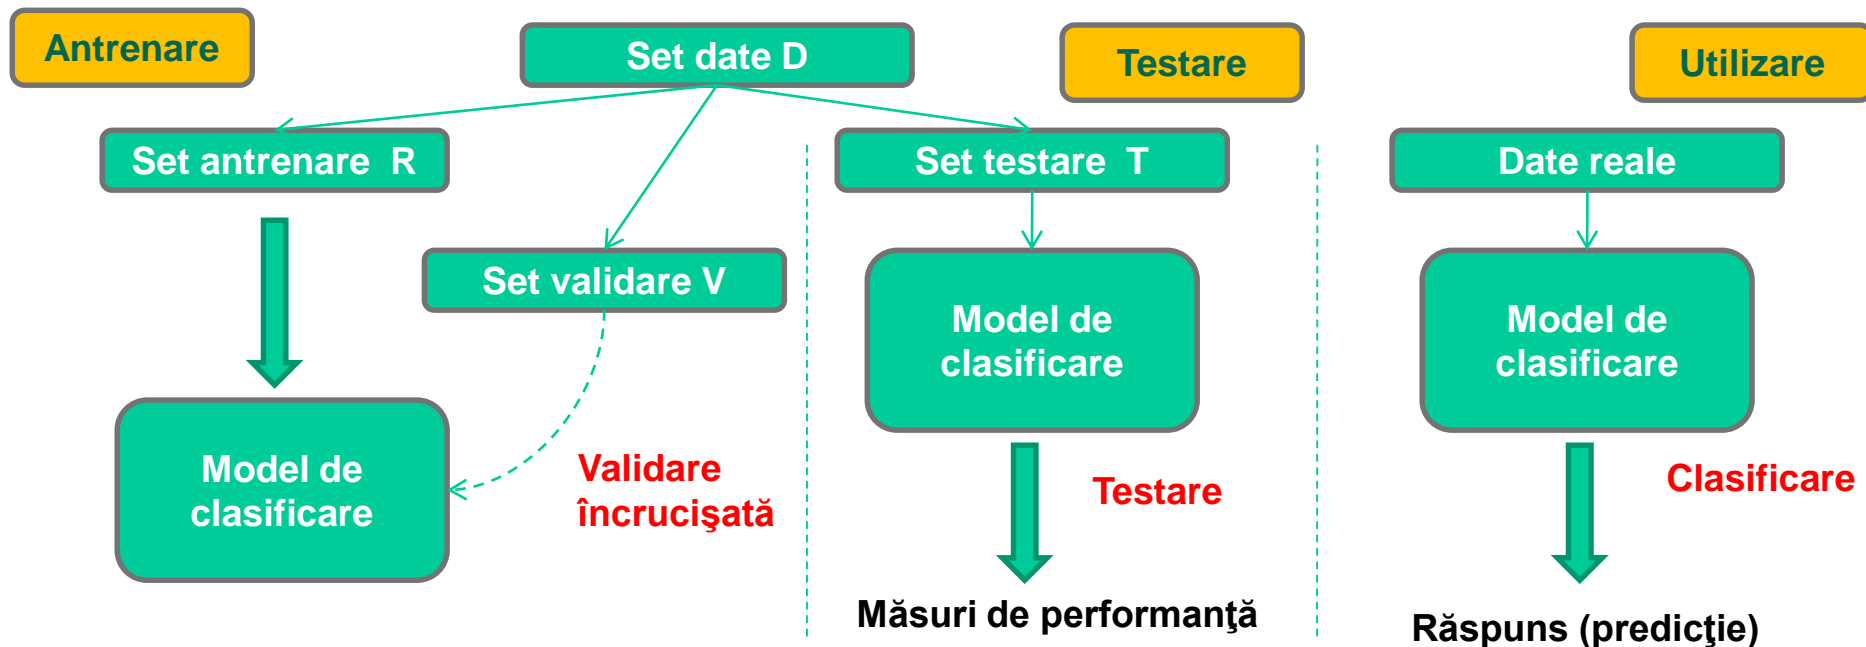 Antrenare
Set date D
Testare
Utilizare
Set antrenare R
Set testare T
Date reale
Set validare V
Model de
clasificare
Model de
clasificare
Model de
clasificare
Validare
încrucişată
Testare
Clasificare
Măsuri de performanţă
Răspuns (predicţie)